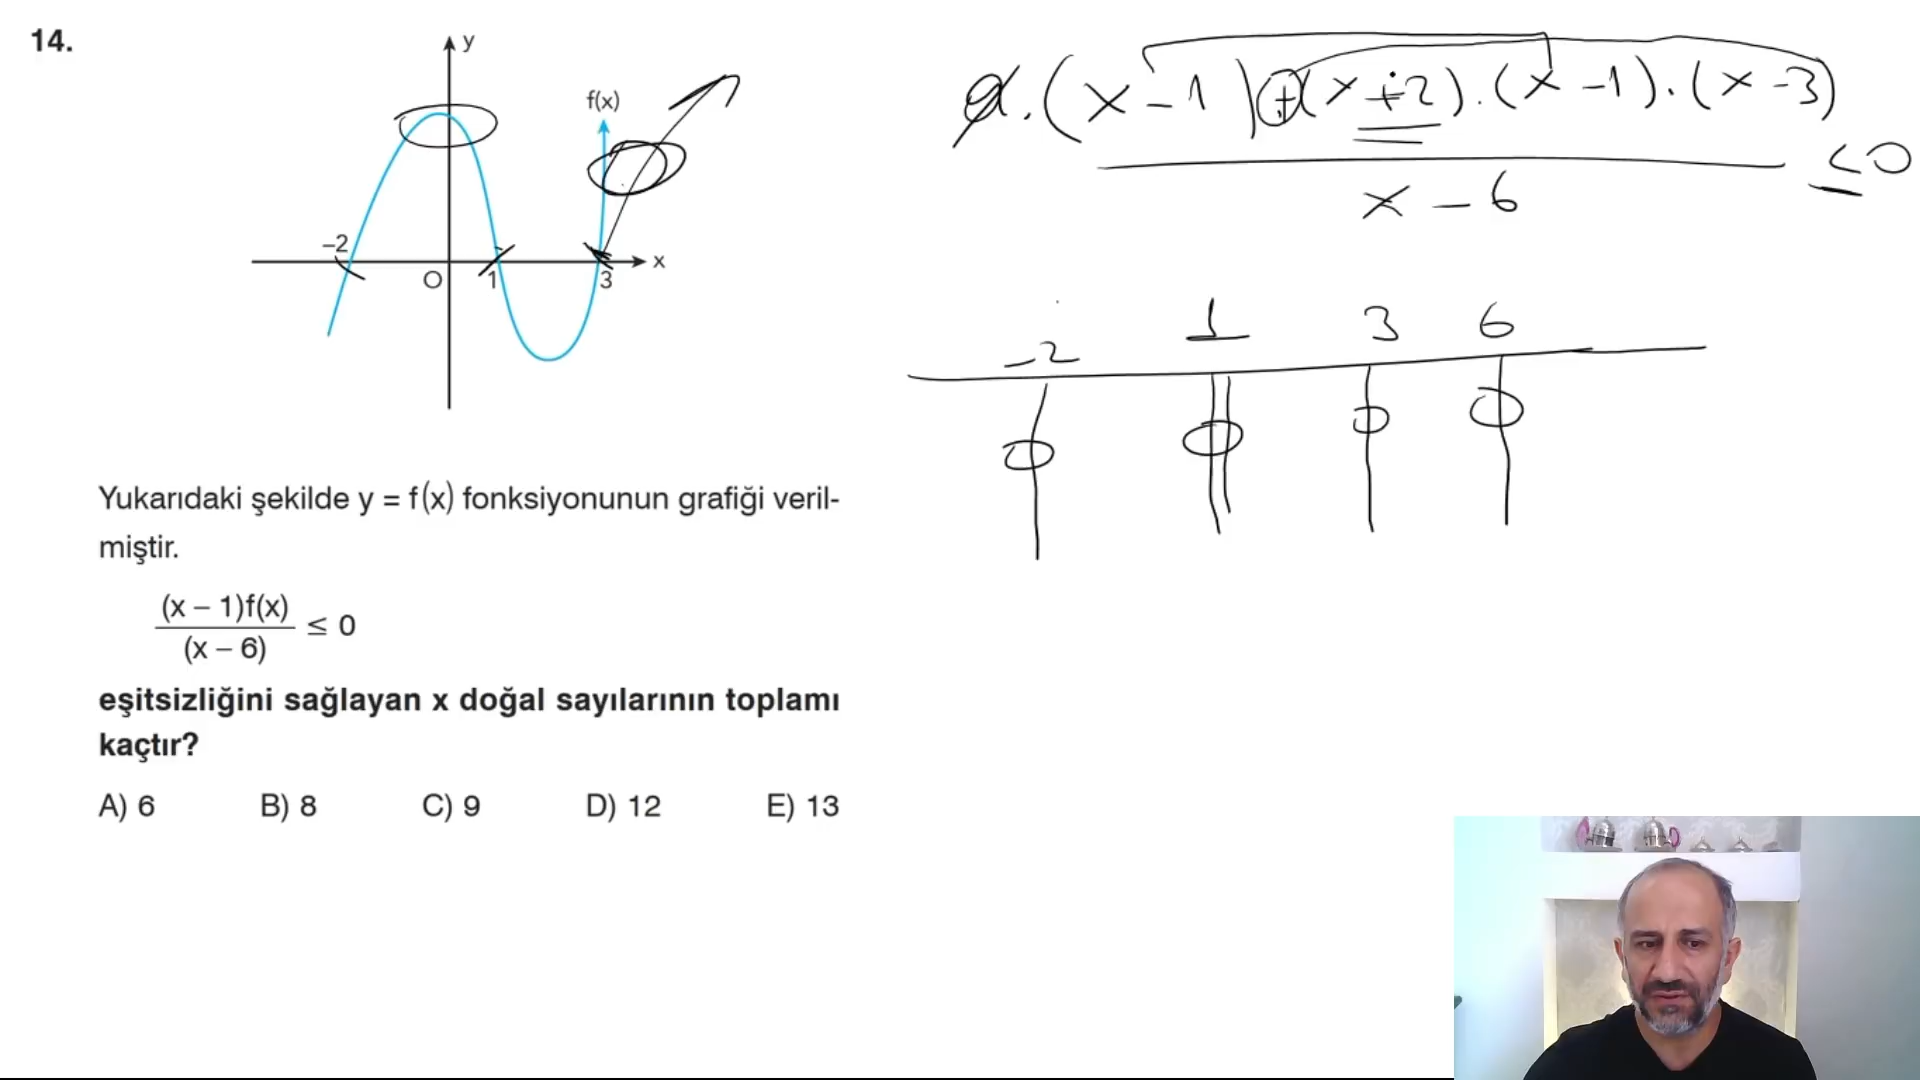 14.
y
f(x)
-2
O
1
3
x
Yukarıdaki şekilde y = f(x) fonksiyonunun grafiği veril-
miştir.
(x – 1)f(x)
(x – 6)
≤ 0
eşitsizliğini sağlayan x doğal sayılarının toplamı
kaçtır?
A) 6 B) 8 C) 9 D) 12 E) 13
a.(x-1)+(x+2).(x-1).(x-3)
x-6
≤0
-2 1 3 6